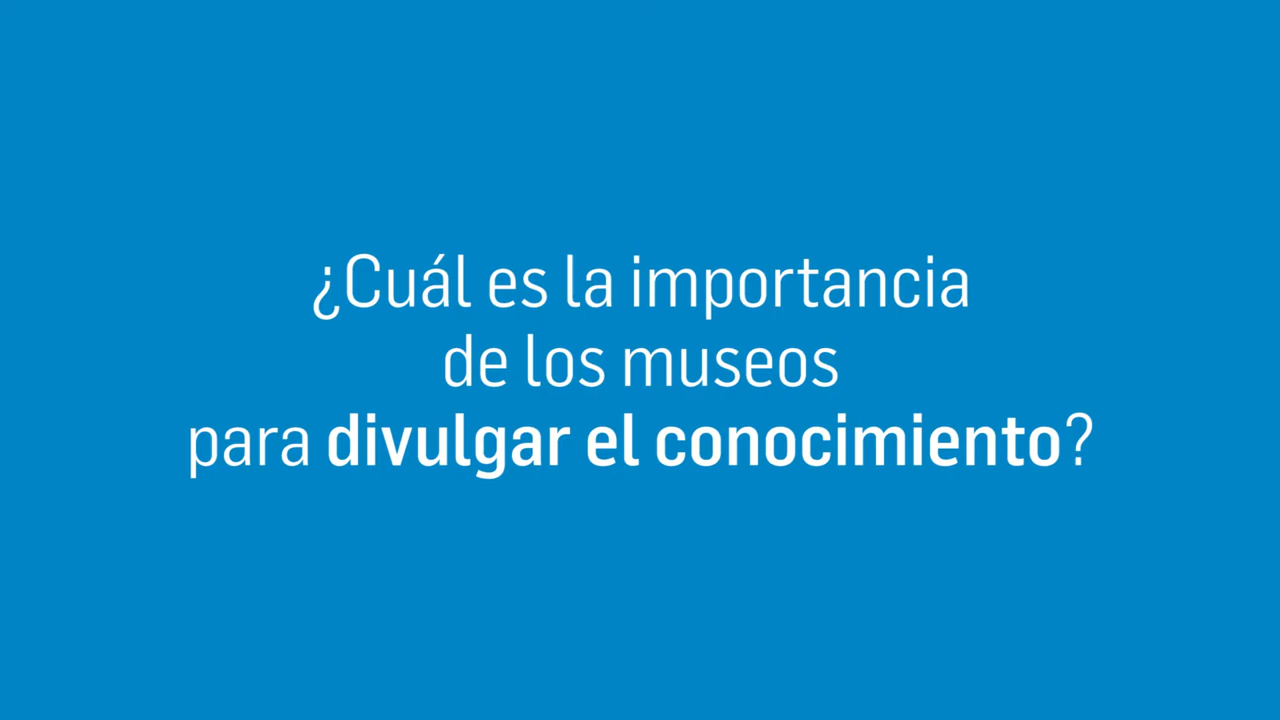 ¿Cuál es la importancia
de los museos
para divulgar el conocimiento?